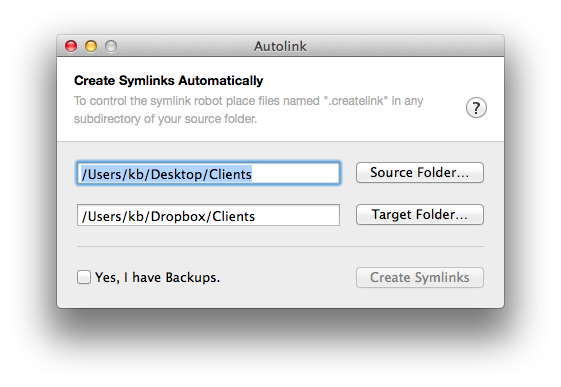 Autolink
Create Symlinks Automatically
To control the symlink robot place files named ".createlink" in any
subdirectory of your source folder.
?
/Users/kb/Desktop/Clients
Source Folder...
/Users/kb/Dropbox/Clients
Target Folder...
Yes, I have Backups.
Create Symlinks